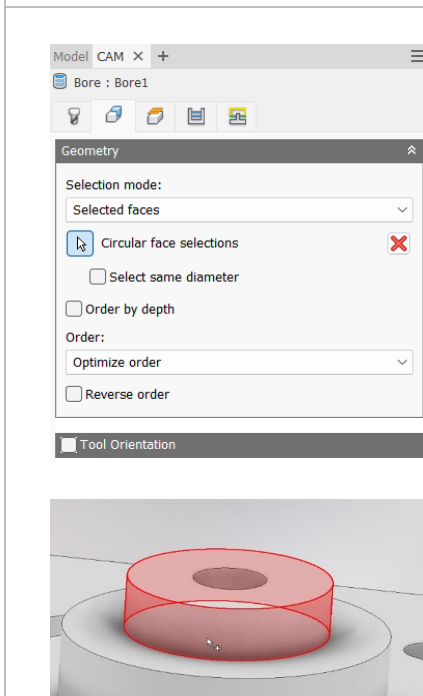 Model CAM × +
Bore : Bore1
Geometry
Selection mode:
Selected faces
Circular face selections
Select same diameter
Order by depth
Order:
Optimize order
Reverse order
Tool Orientation